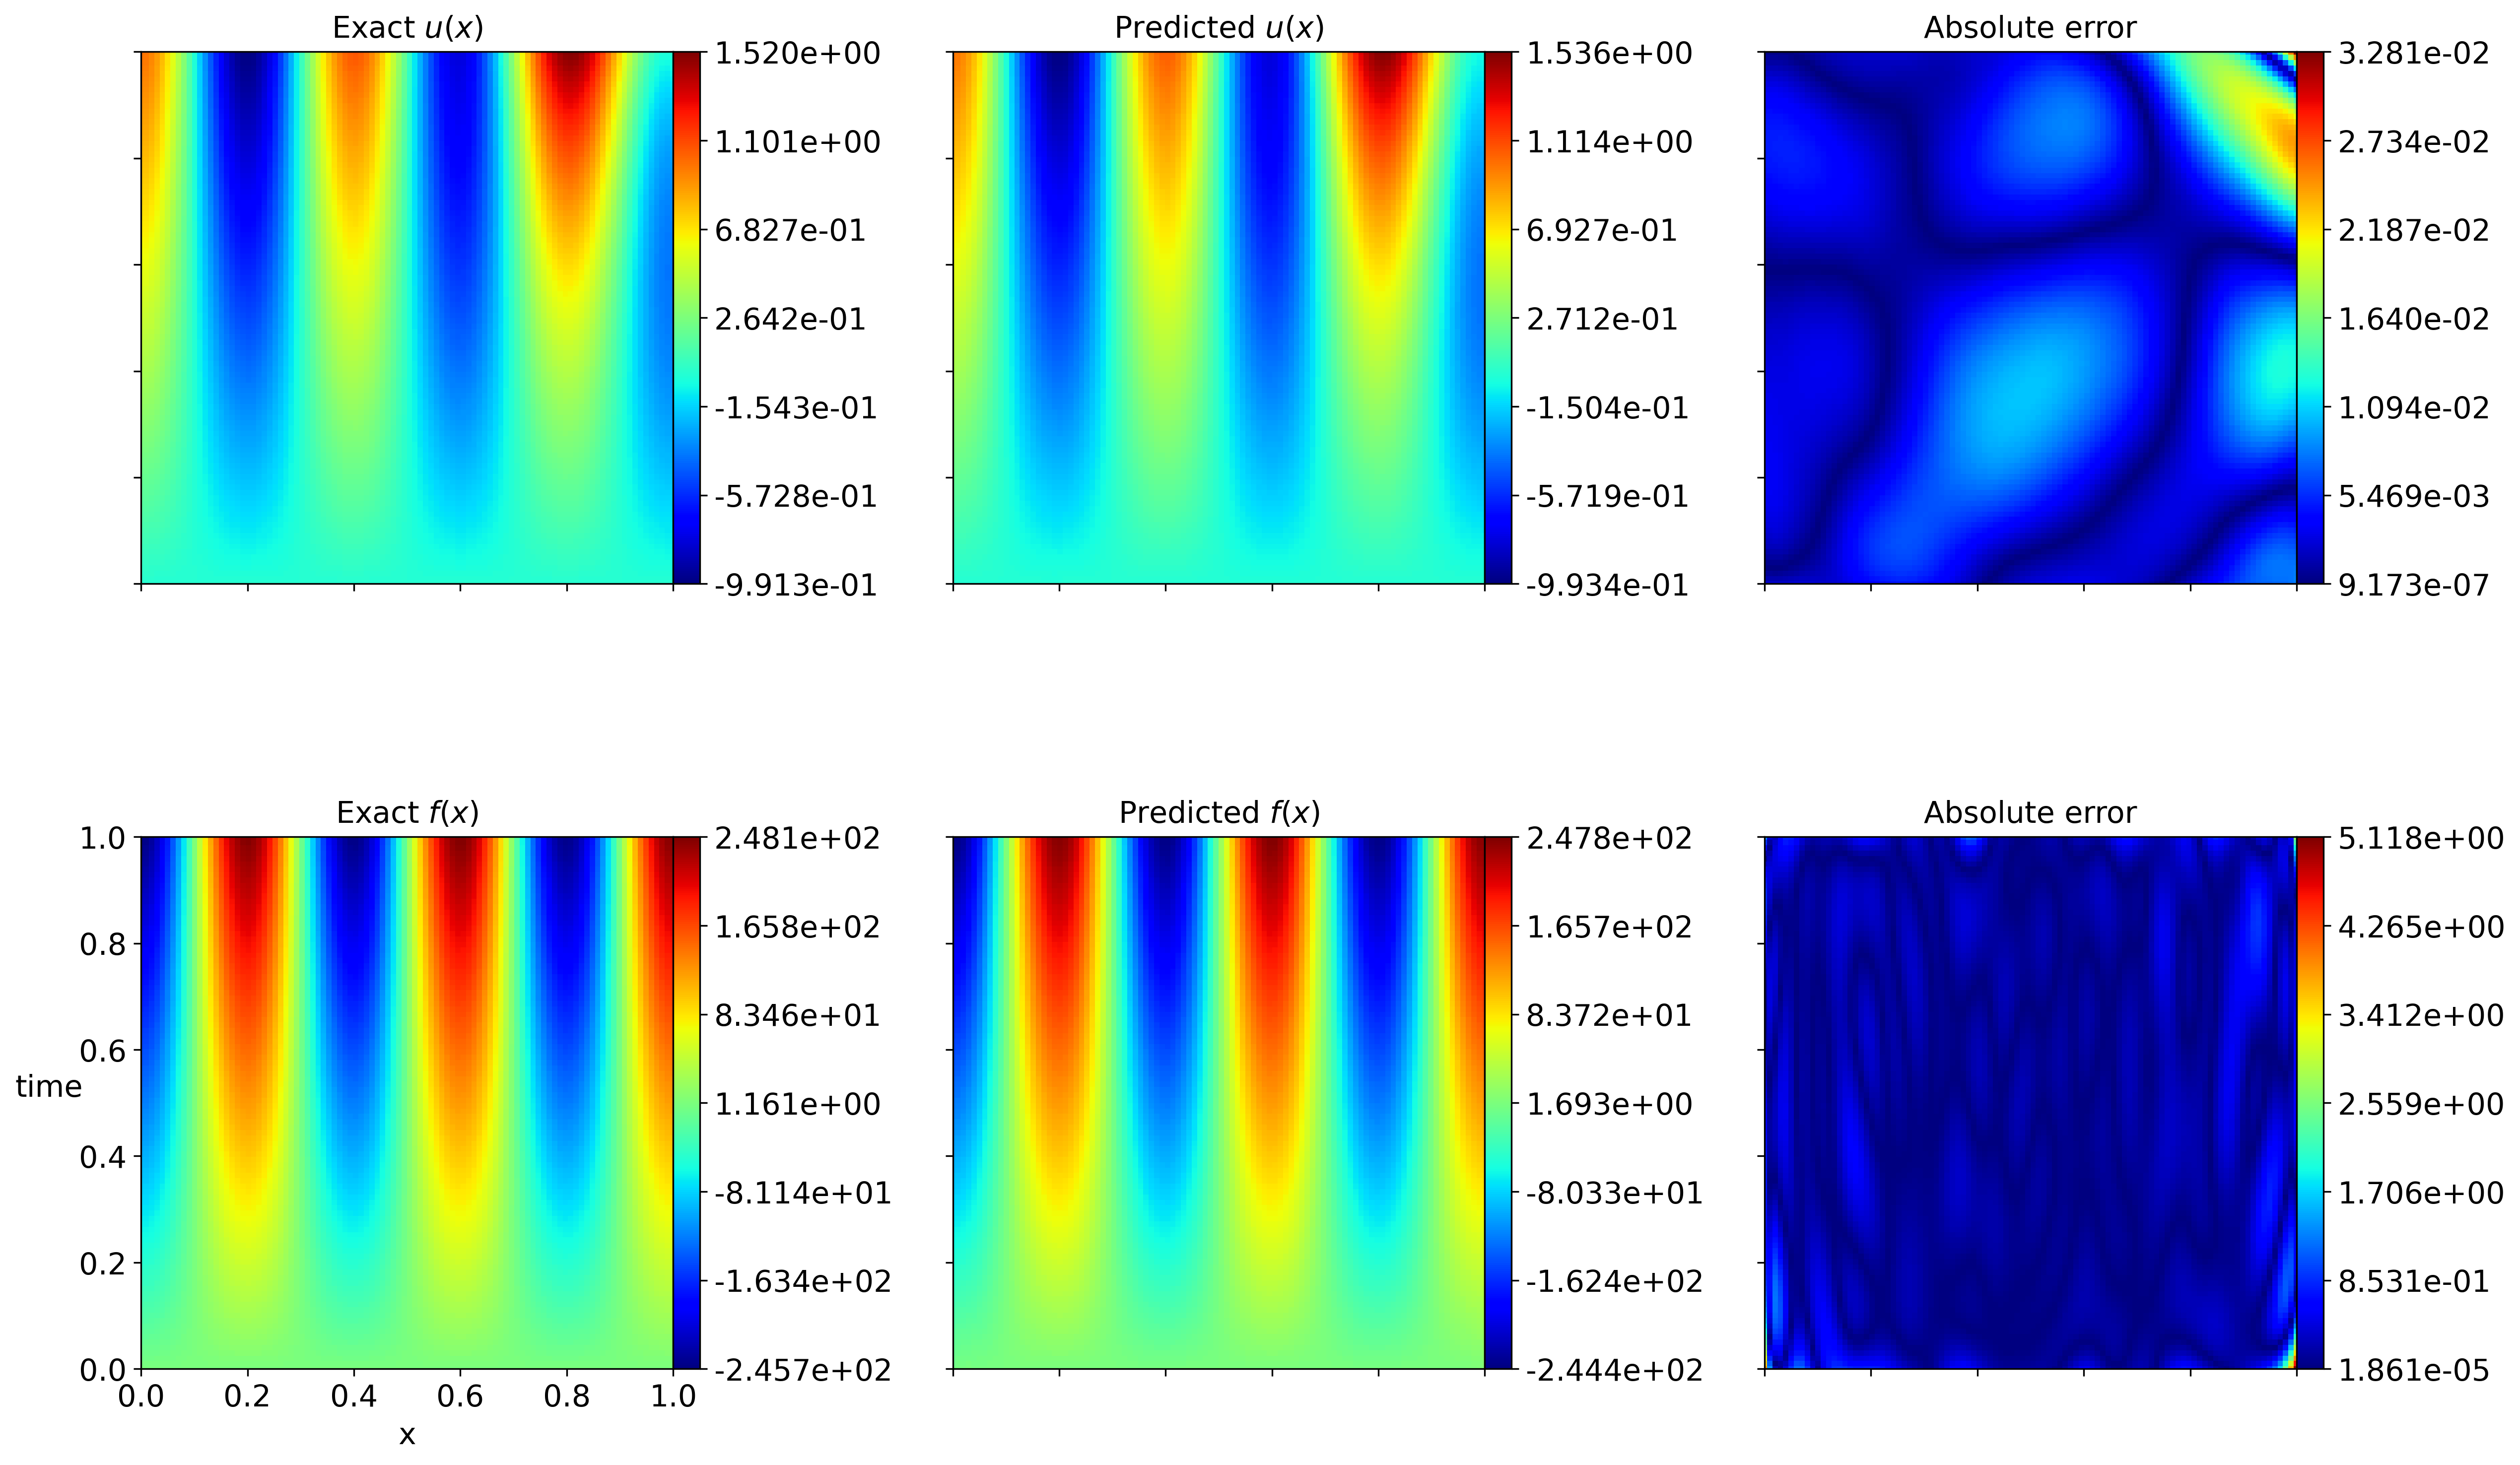 Exact u(x)
1.520e+00
1.101e+00
6.827e-01
2.642e-01
-1.543e-01
-5.728e-01
-9.913e-01
Predicted u(x)
1.536e+00
1.114e+00
6.927e-01
2.712e-01
-1.504e-01
-5.719e-01
-9.934e-01
Absolute error
3.281e-02
2.734e-02
2.187e-02
1.640e-02
1.094e-02
5.469e-03
9.173e-07
Exact f(x)
time
1.0
0.8
0.6
0.4
0.2
0.0
0.0 0.2 0.4 0.6 0.8 1.0
x
2.481e+02
1.658e+02
8.346e+01
1.161e+00
-8.114e+01
-1.634e+02
-2.457e+02
Predicted f(x)
2.478e+02
1.657e+02
8.372e+01
1.693e+00
-8.033e+01
-1.624e+02
-2.444e+02
Absolute error
5.118e+00
4.265e+00
3.412e+00
2.559e+00
1.706e+00
8.531e-01
1.861e-05